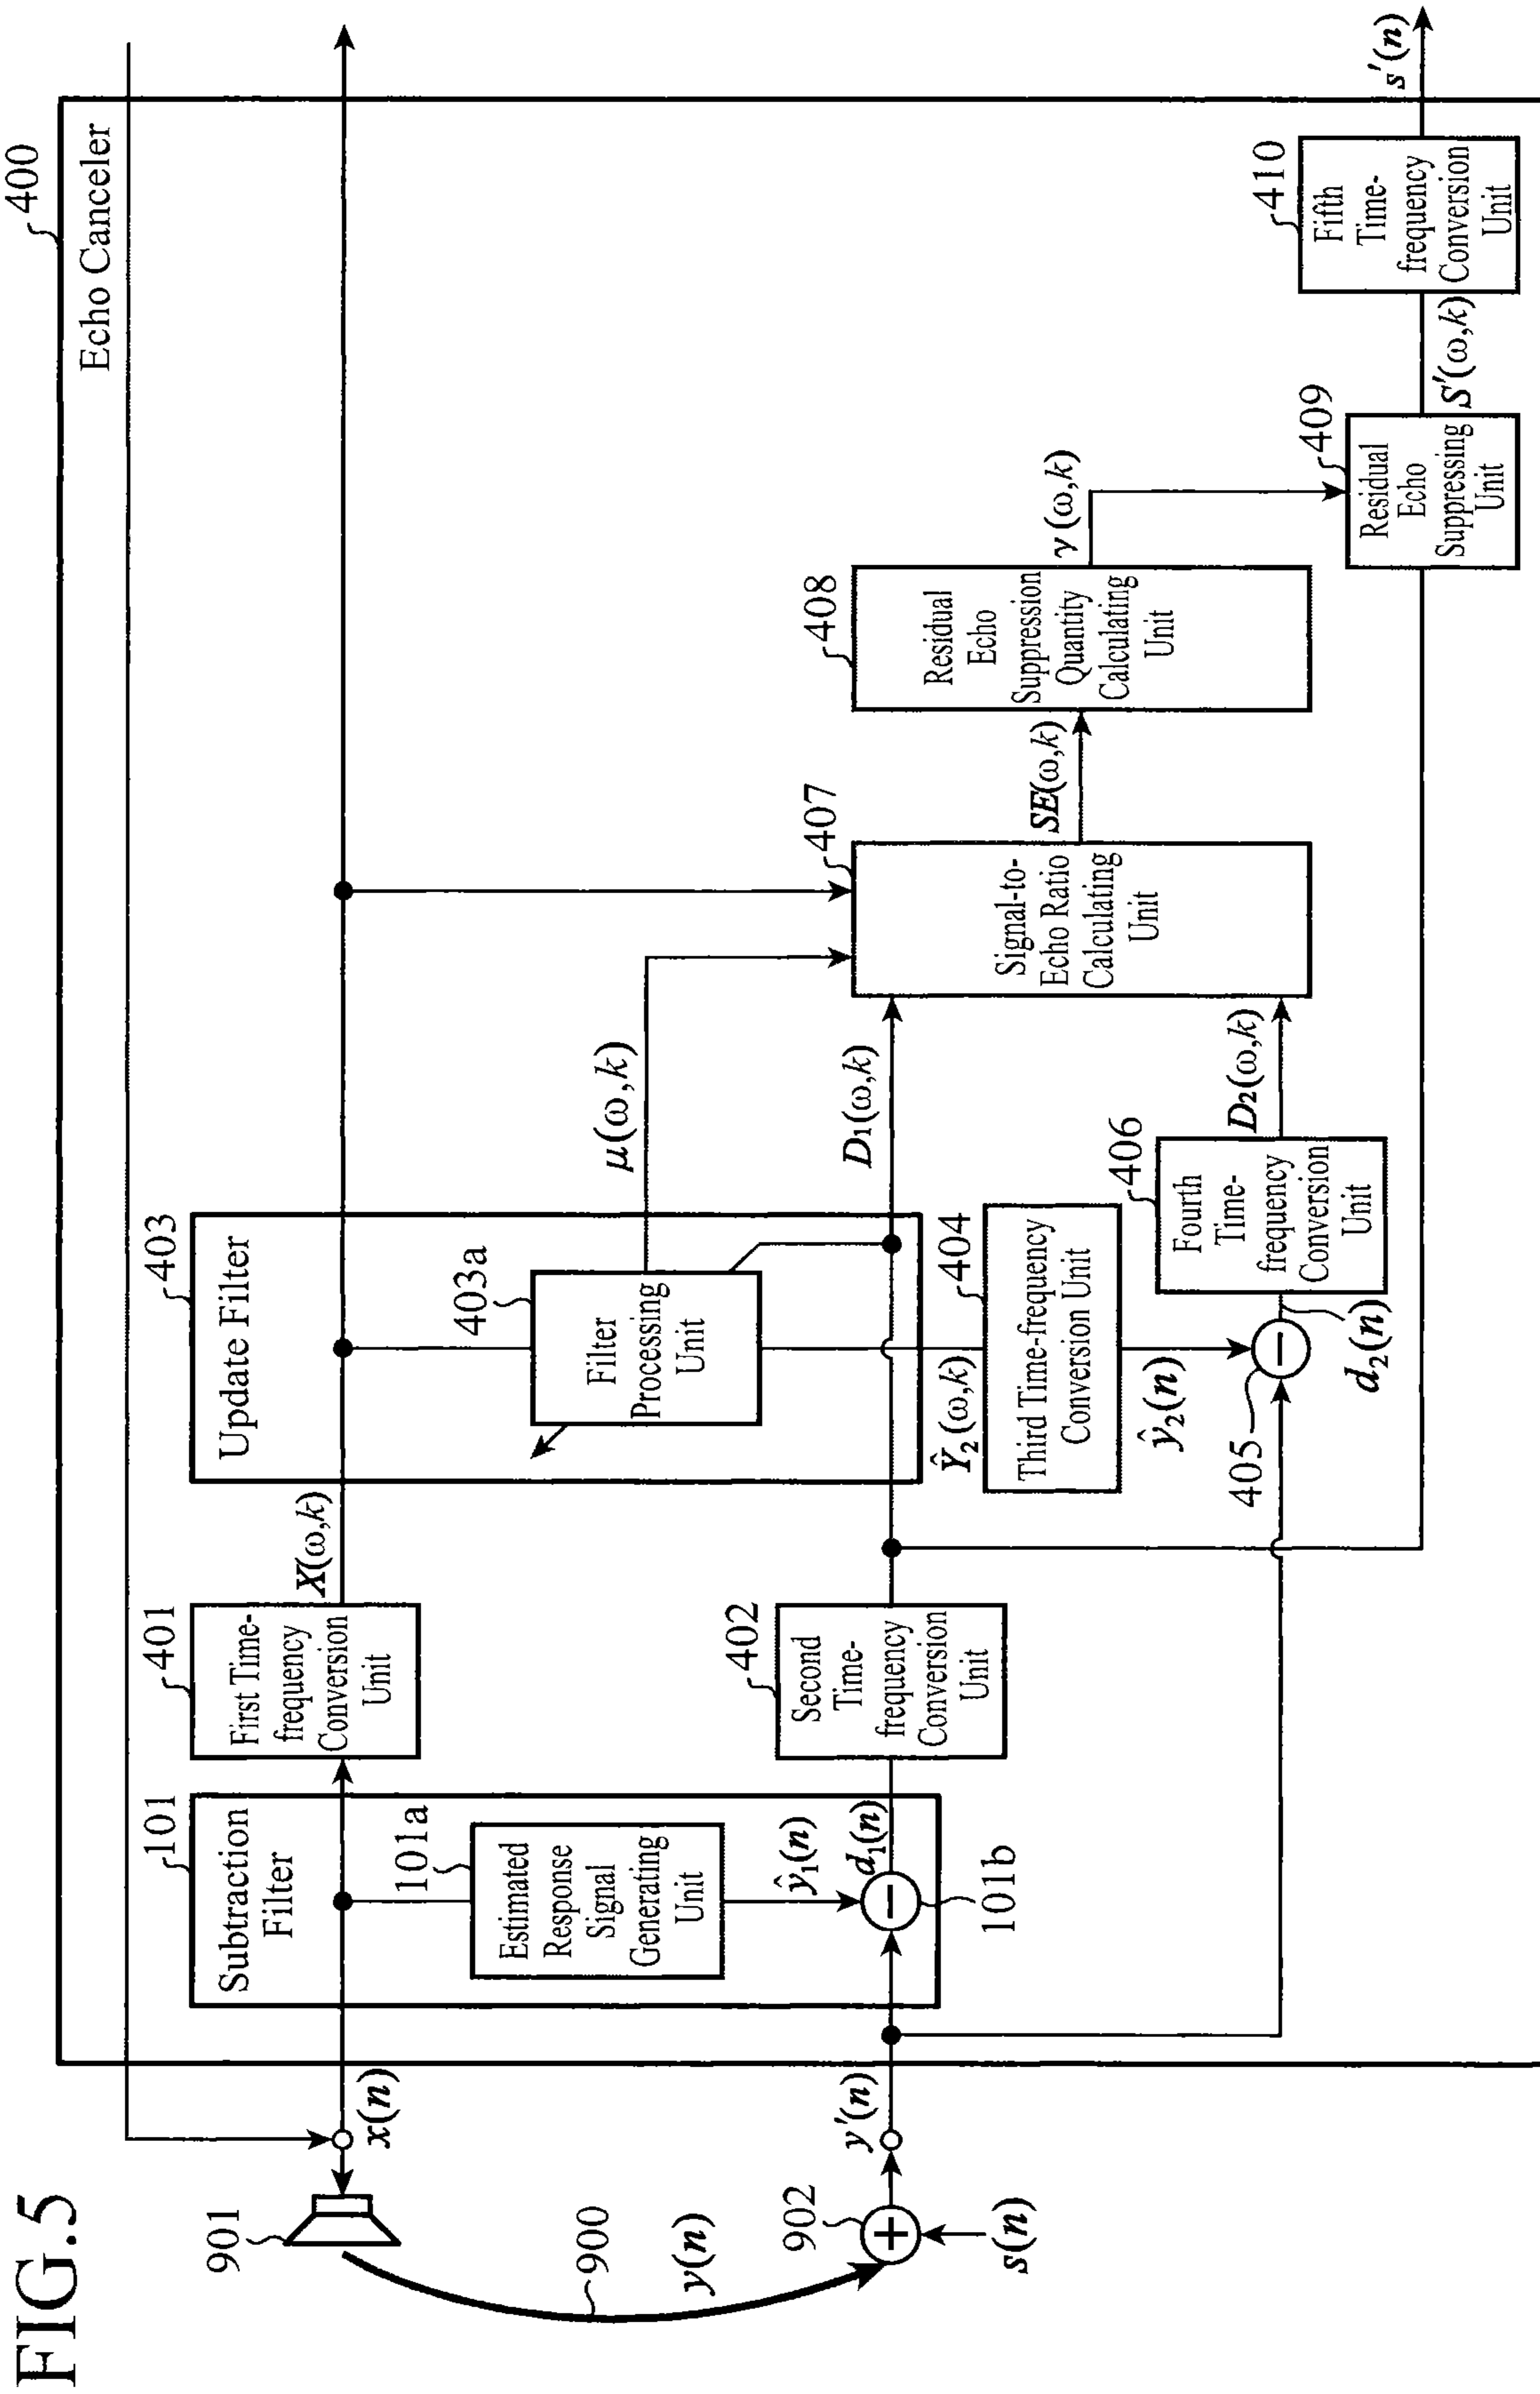 FIG.5
400
Echo Canceler
901
x(n)
900
y(n)
902
s(n)
y'(n)
101
Subtraction
Filter
101a
Estimated
Response
Signal
Generating
Unit
ŷ₁(n)
d₁(n)
101b
401
First Time-
frequency
Conversion
Unit
X(ω,k)
402
Second
Time-
frequency
Conversion
Unit
403
Update Filter
403a
Filter
Processing
Unit
μ(ω,k)
D₁(ω,k)
Ŷ₂(ω,k)
404
Third Time-frequency
Conversion Unit
ŷ₂(n)
405
d₂(n)
406
Fourth
Time-
frequency
Conversion
Unit
D₂(ω,k)
407
Signal-to-
Echo Ratio
Calculating
Unit
SE(ω,k)
408
Residual
Echo
Suppression
Quantity
Calculating
Unit
γ(ω,k)
409
Residual
Echo
Suppressing
Unit
S'(ω,k)
410
Fifth
Time-
frequency
Conversion
Unit
s'(n)